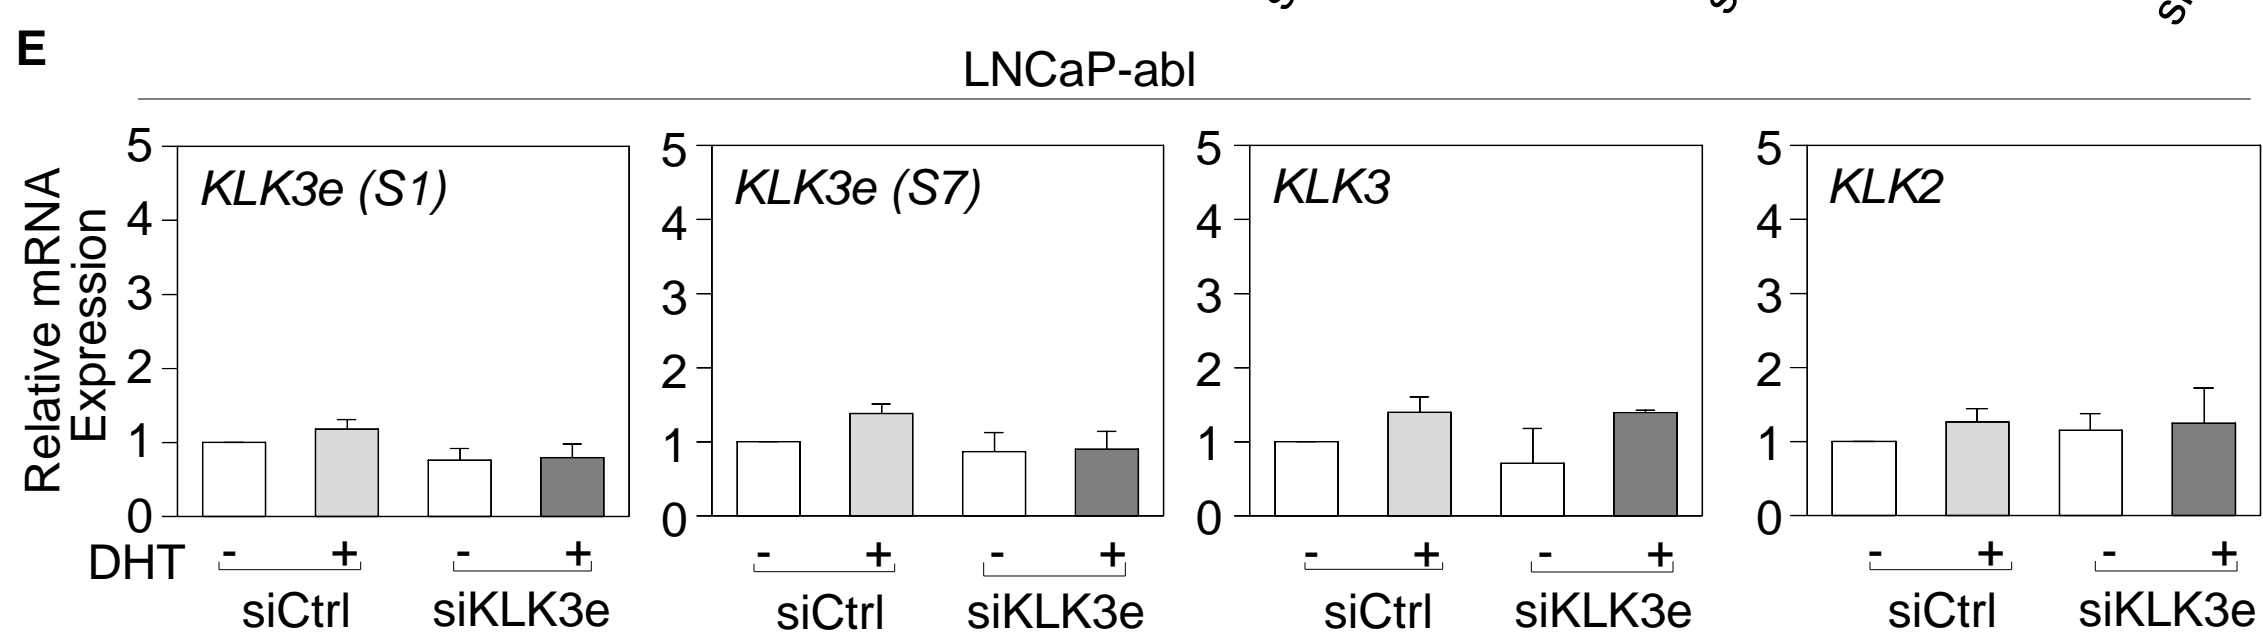 E
LNCaP-abl
Relative mRNA
Expression
5
4
3
2
1
0
KLK3e (S1)
5
4
3
2
1
0
KLK3e (S7)
5
4
3
2
1
0
KLK3
5
4
3
2
1
0
KLK2
DHT - + - + - + - + - + - + - + - +
siCtrl siKLK3e siCtrl siKLK3e siCtrl siKLK3e siCtrl siKLK3e